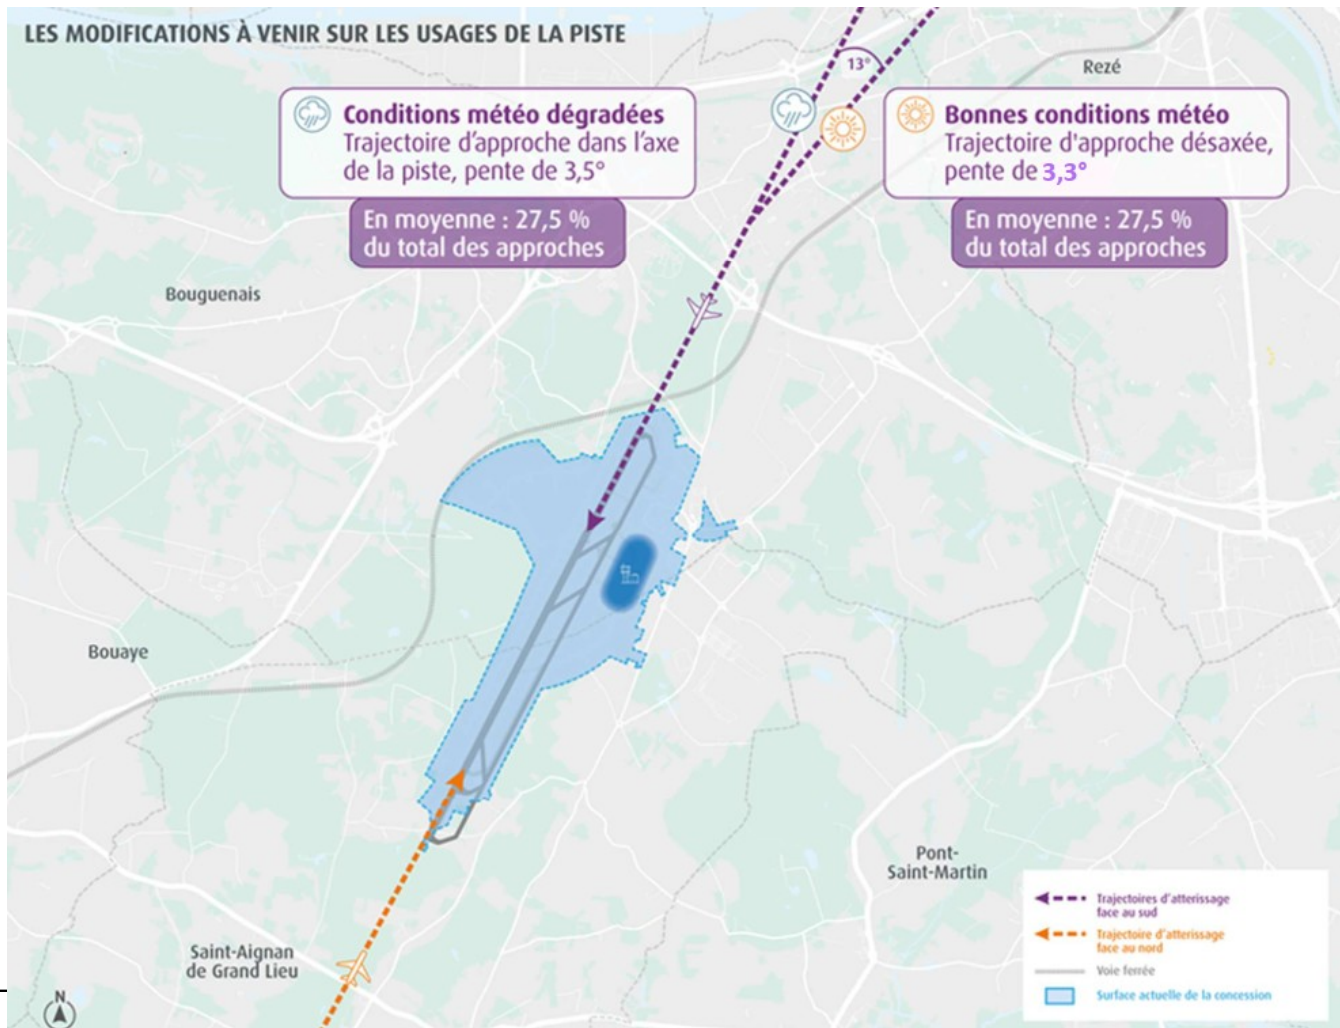 LES MODIFICATIONS À VENIR SUR LES USAGES DE LA PISTE
13°
Rezé
Conditions météo dégradées
Trajectoire d'approche dans l'axe
de la piste, pente de 3,5°
En moyenne : 27,5 %
du total des approches
Bonnes conditions météo
Trajectoire d'approche désaxée,
pente de 3,3°
En moyenne : 27,5 %
du total des approches
Bouguenais
Bouaye
Pont-
Saint-Martin
Saint-Aignan
de Grand Lieu
N
Trajectoires d'atterissage
face au sud
Trajectoire d'atterissage
face au nord
Voie ferrée
Surface actuelle de la concession